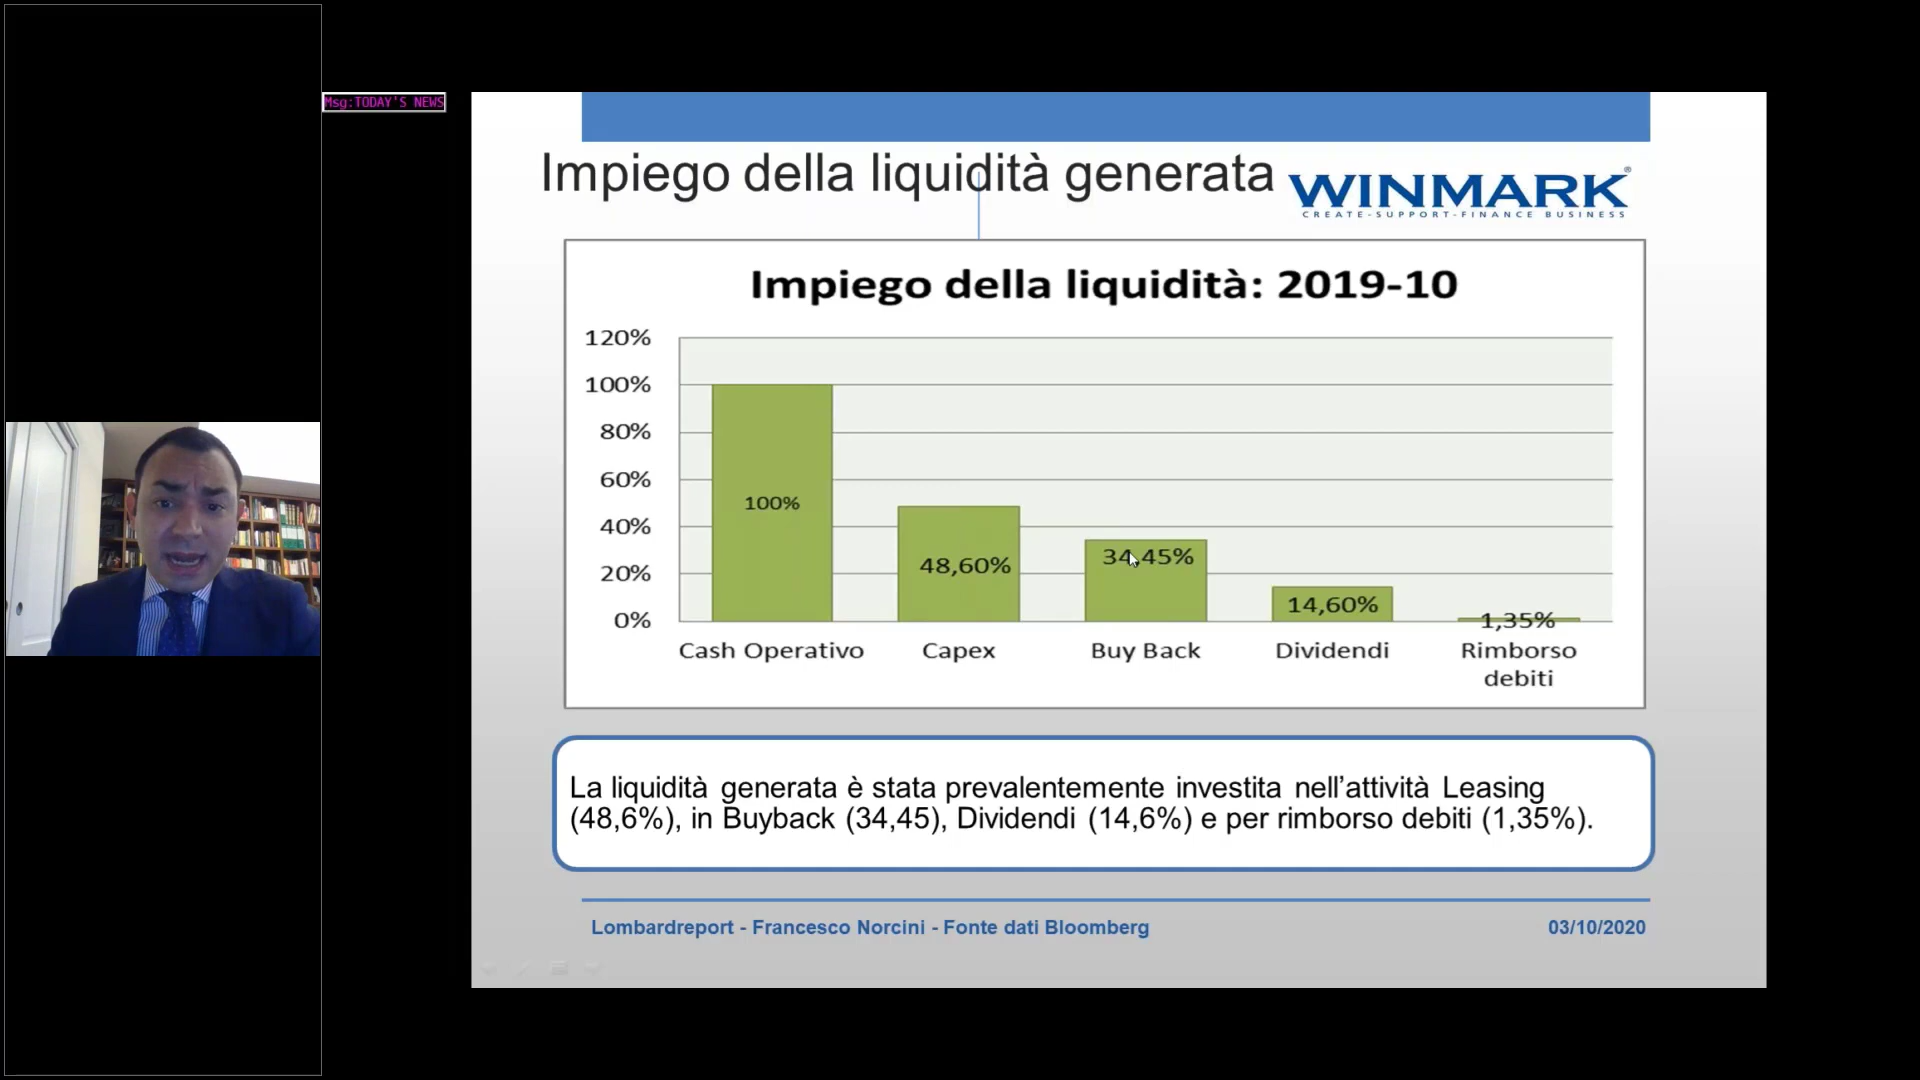 Msg:TODAY'S NEWS
Impiego della liquidità generata
WINMARK®
CREATE-SUPPORT-FINANCE BUSINESS
Impiego della liquidità: 2019-10
120%
100%
80%
60%
40%
20%
0%
100%
48,60%
34,45%
14,60%
1,35%
Cash Operativo
Capex
Buy Back
Dividendi
Rimborso
debiti
La liquidità generata è stata prevalentemente investita nell'attività Leasing
(48,6%), in Buyback (34,45), Dividendi (14,6%) e per rimborso debiti (1,35%).
Lombardreport - Francesco Norcini - Fonte dati Bloomberg
03/10/2020